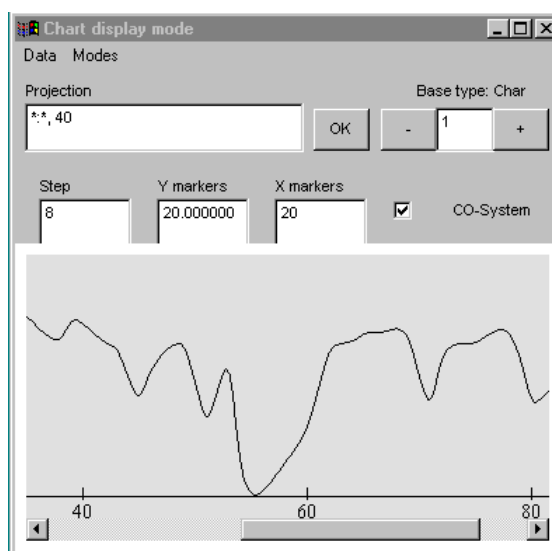 Chart display mode
Data Modes
Projection Base type: Char
*:*, 40 OK - 1 +
Step Y markers X markers
8 20.000000 20 CO-System
40 60 80